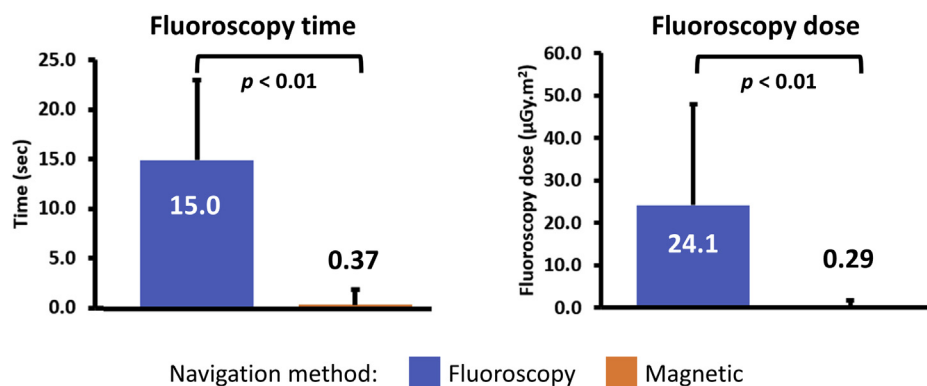 Fluoroscopy time
25.0
20.0
15.0
10.0
5.0
0.0
Time (sec)
p < 0.01
15.0
0.37
Fluoroscopy dose
60.0
50.0
40.0
30.0
20.0
10.0
0.0
Fluoroscopy dose (µGy.m²)
p < 0.01
24.1
0.29
Navigation method: Fluoroscopy Magnetic